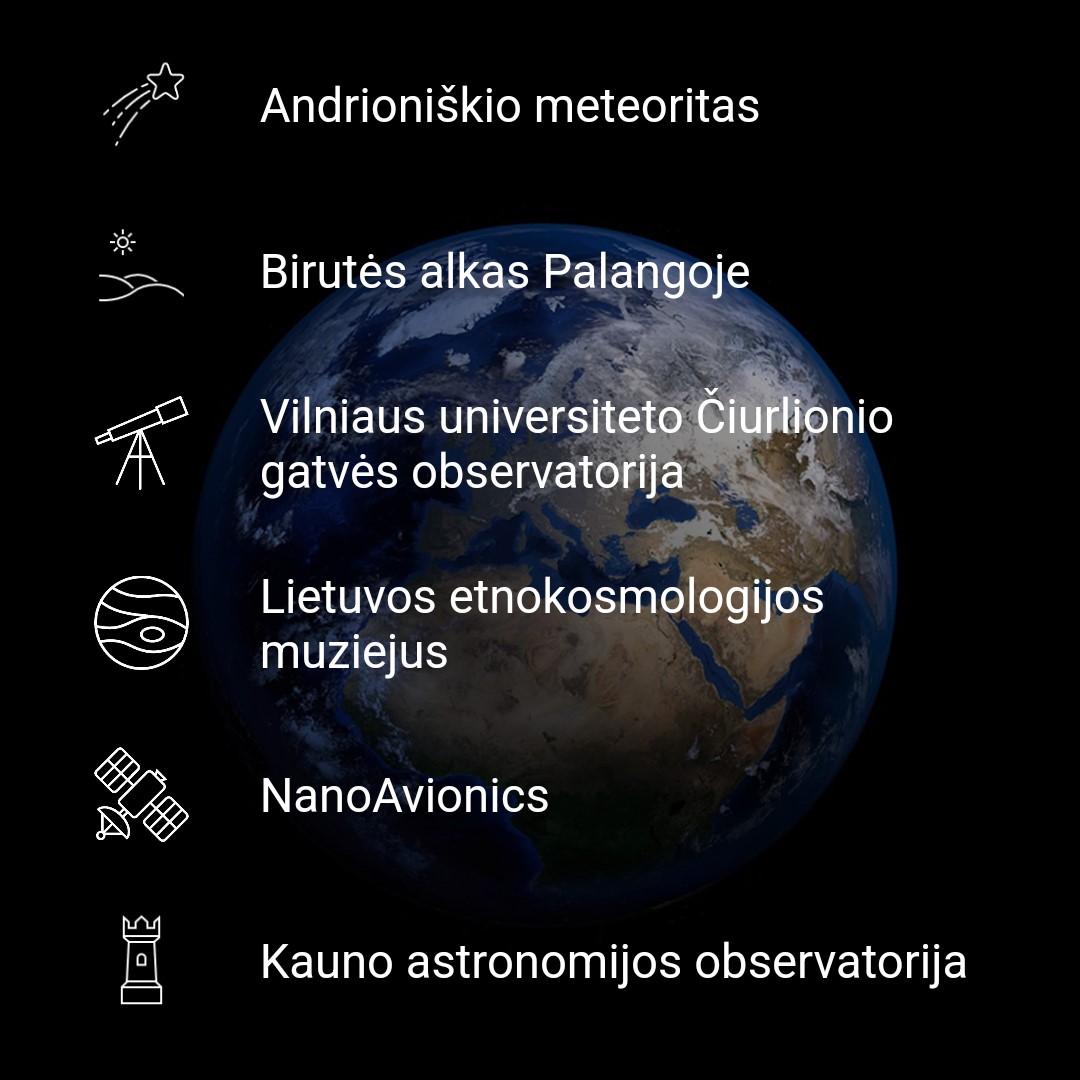 Andrioniškio meteoritas
Birutės alkas Palangoje
Vilniaus universiteto Čiurlionio
gatvės observatorija
Lietuvos etnokosmologijos
muziejus
NanoAvionics
Kauno astronomijos observatorija